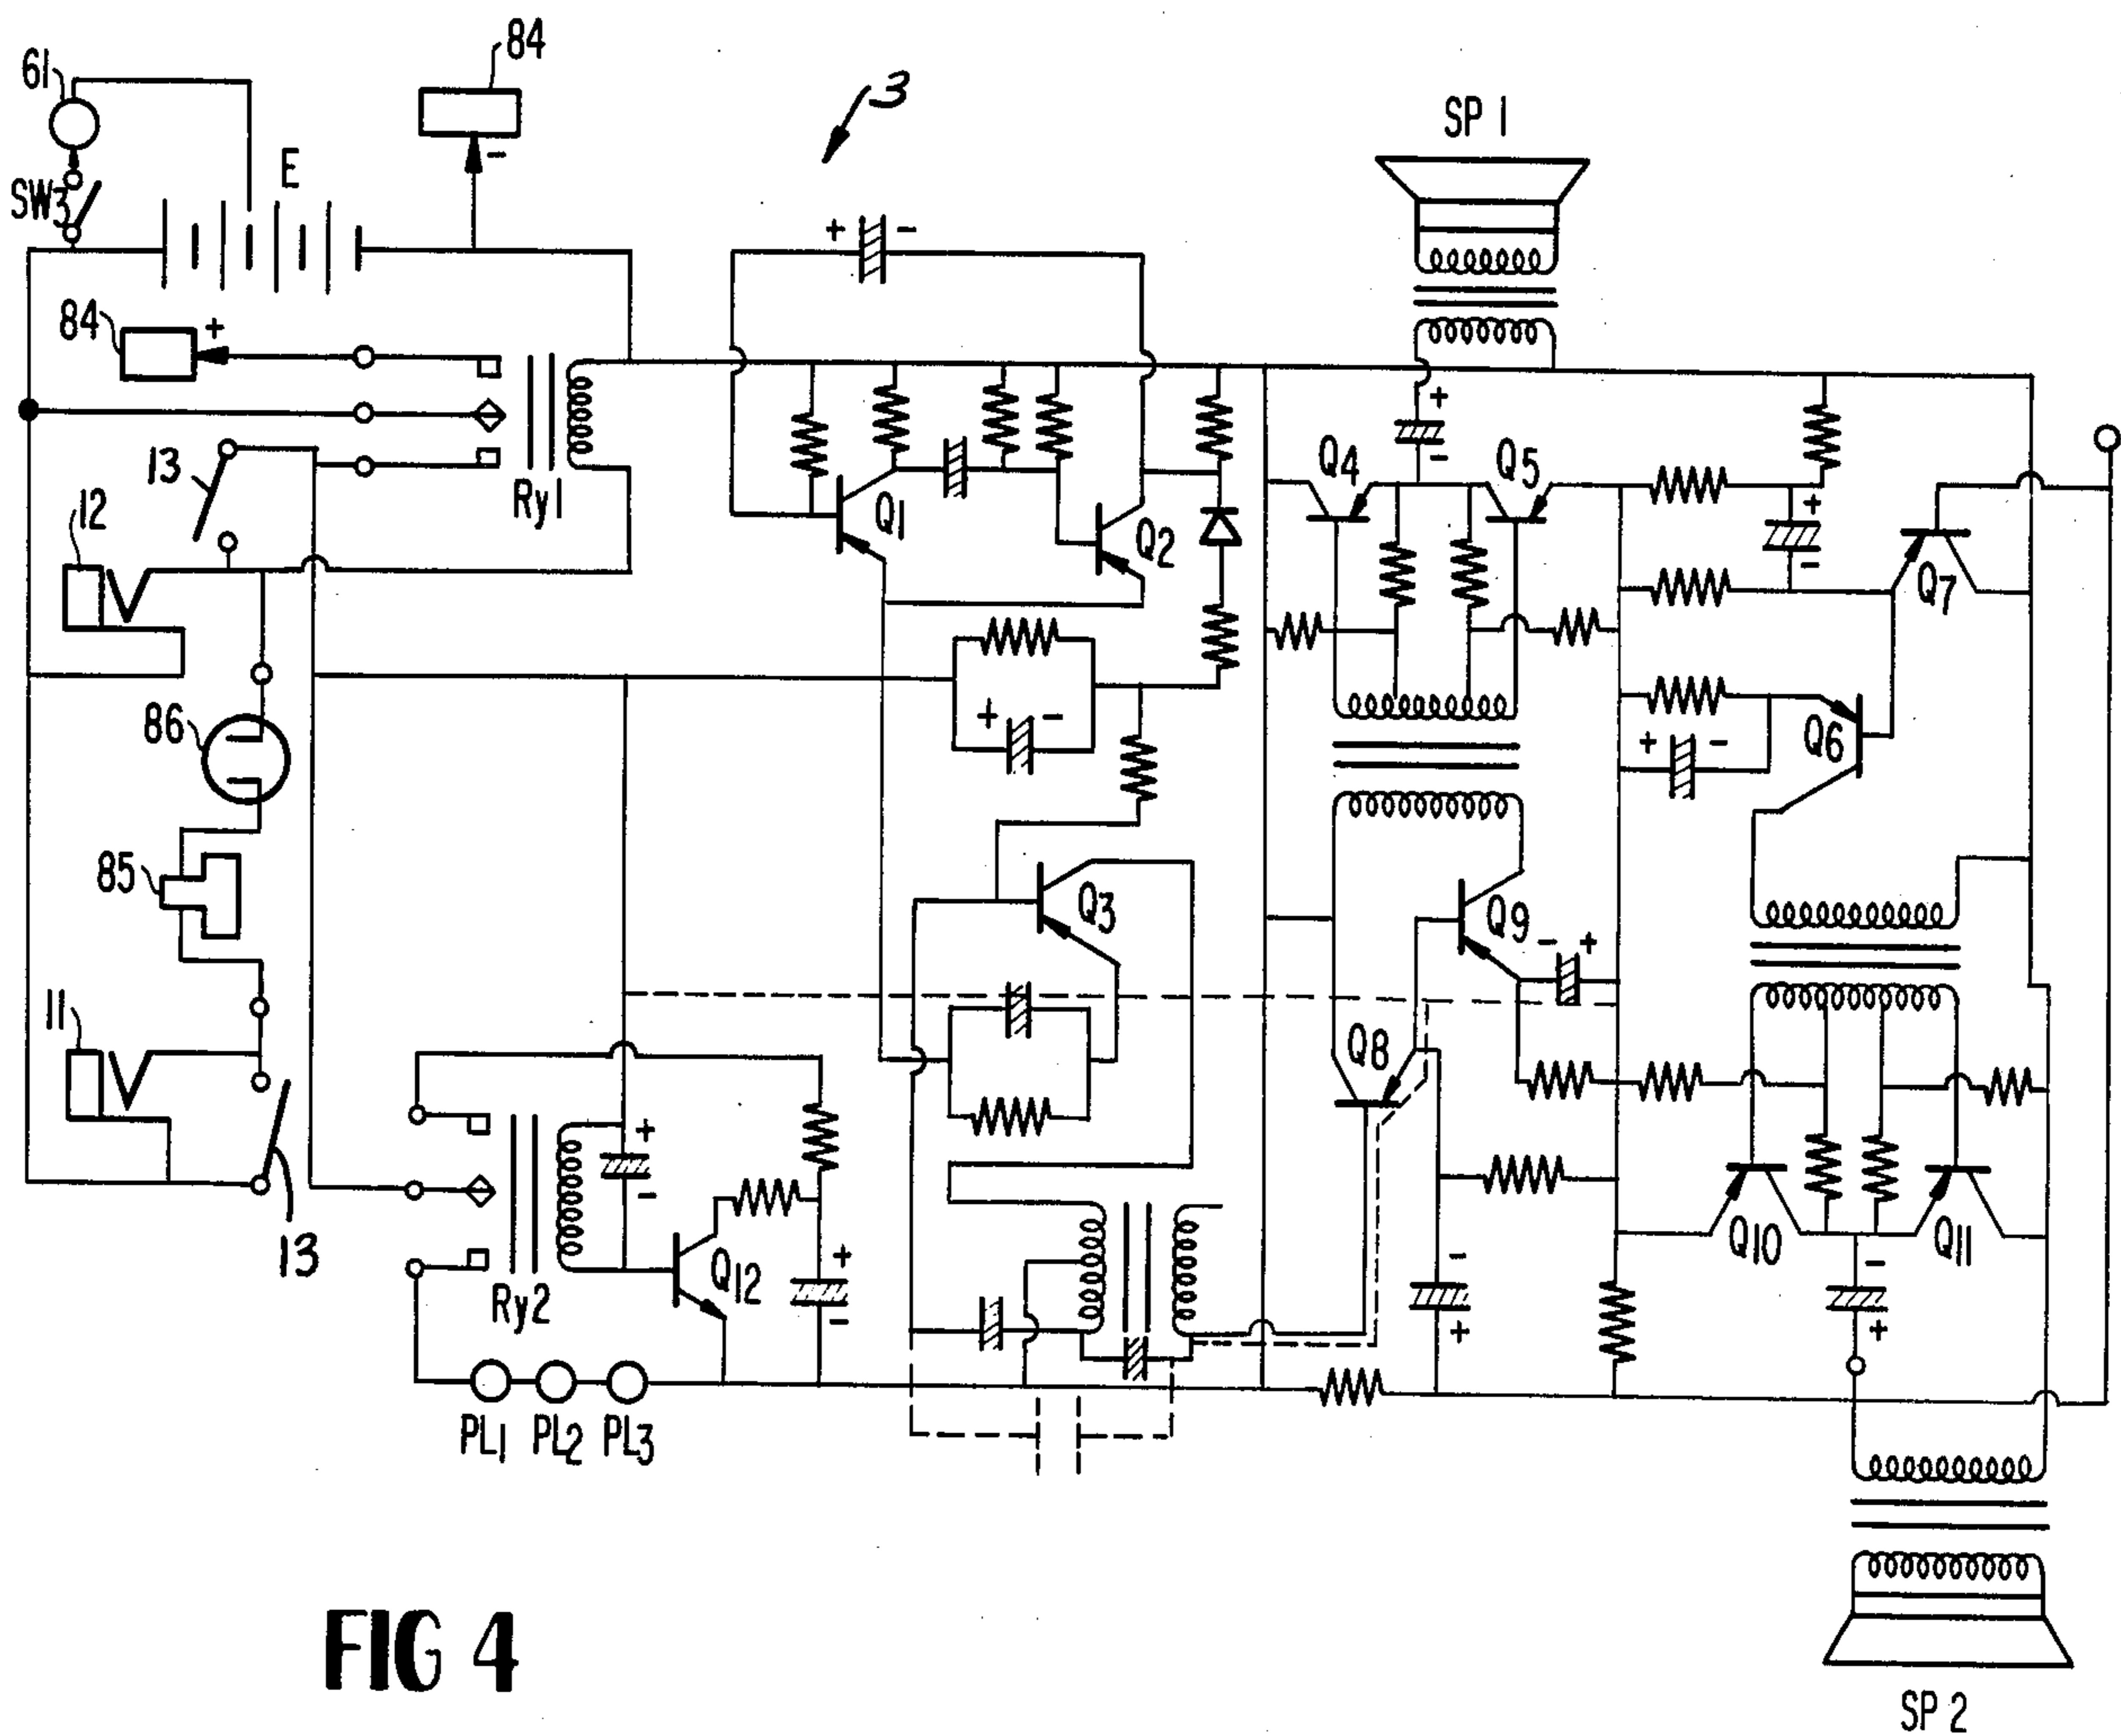 84
61
3
SP 1
E
SW3
+ -
-
84
+
+
-
13
Q4
Q5
12
Ry1
Q1
Q2
+
-
Q7
86
+ -
Q6
+ -
85
Q3
Q9
- +
11
Q8
+
-
Q12
+
-
13
Ry2
Q10
Q11
-
+
-
+
PL1
PL2
PL3
FIG 4
SP 2